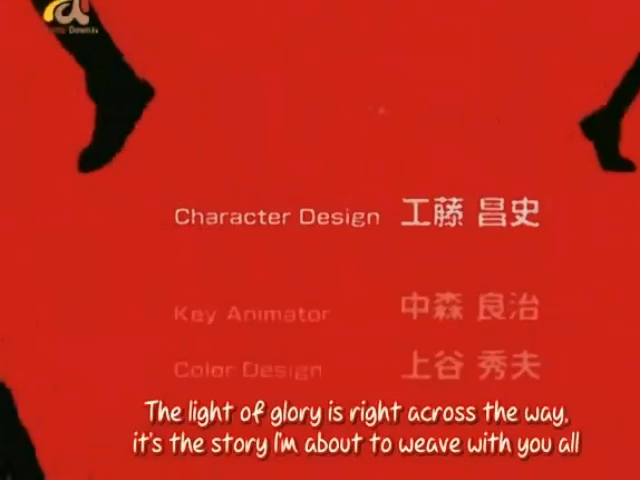 Character Design 工藤 昌史
Key Animator 中森 良治
Color Design 上谷 秀夫
The light of glory is right across the way,
it's the story I'm about to weave with you all